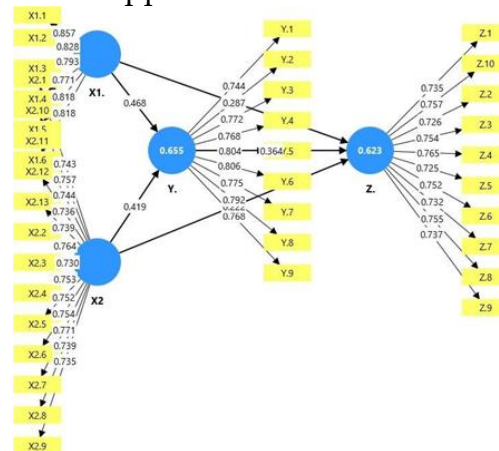 X1.1
X1.2
X1.3
X2.1
X1.4
X2.10
X1.5
X2.11
X1.6
X2.12
X2.13
X2.2
X2.3
X2.4
X2.5
X2.6
X2.7
X2.8
X2.9
0.857
0.828
0.793
0.771
0.818
0.818
X1.
0.743
0.757
0.744
0.736
0.739
0.764
0.730
0.753
0.752
0.754
0.771
0.739
0.735
X2
0.468
0.419
0.655
Y.
0.744
0.287
0.772
0.768
0.804
0.364
0.806
0.775
0.792
0.768
Y.1
Y.2
Y.3
Y.4
Y.5
Y.6
Y.7
Y.8
Y.9
0.623
Z.
0.735
0.757
0.726
0.754
0.765
0.725
0.752
0.732
0.755
0.737
Z.1
Z.10
Z.2
Z.3
Z.4
Z.5
Z.6
Z.7
Z.8
Z.9